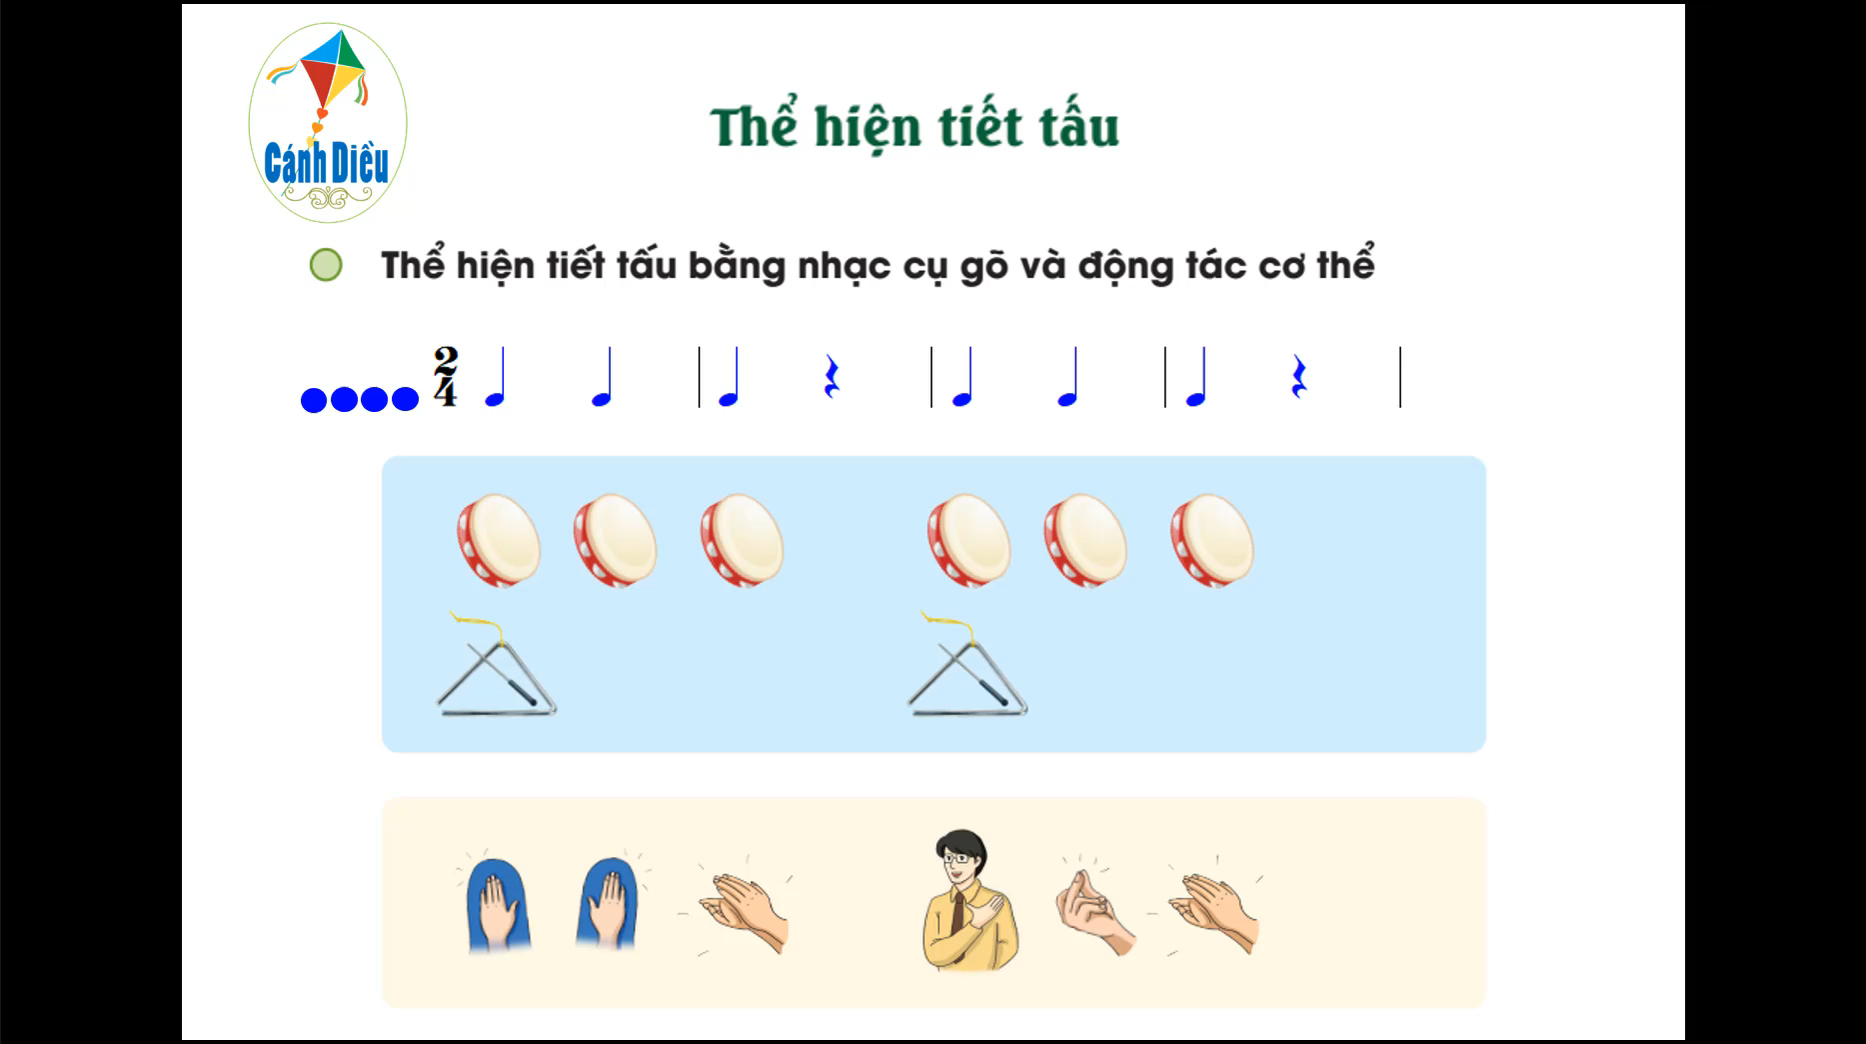 Cánh Diều
Thể hiện tiết tấu
Thể hiện tiết tấu bằng nhạc cụ gõ và động tác cơ thể
2
4